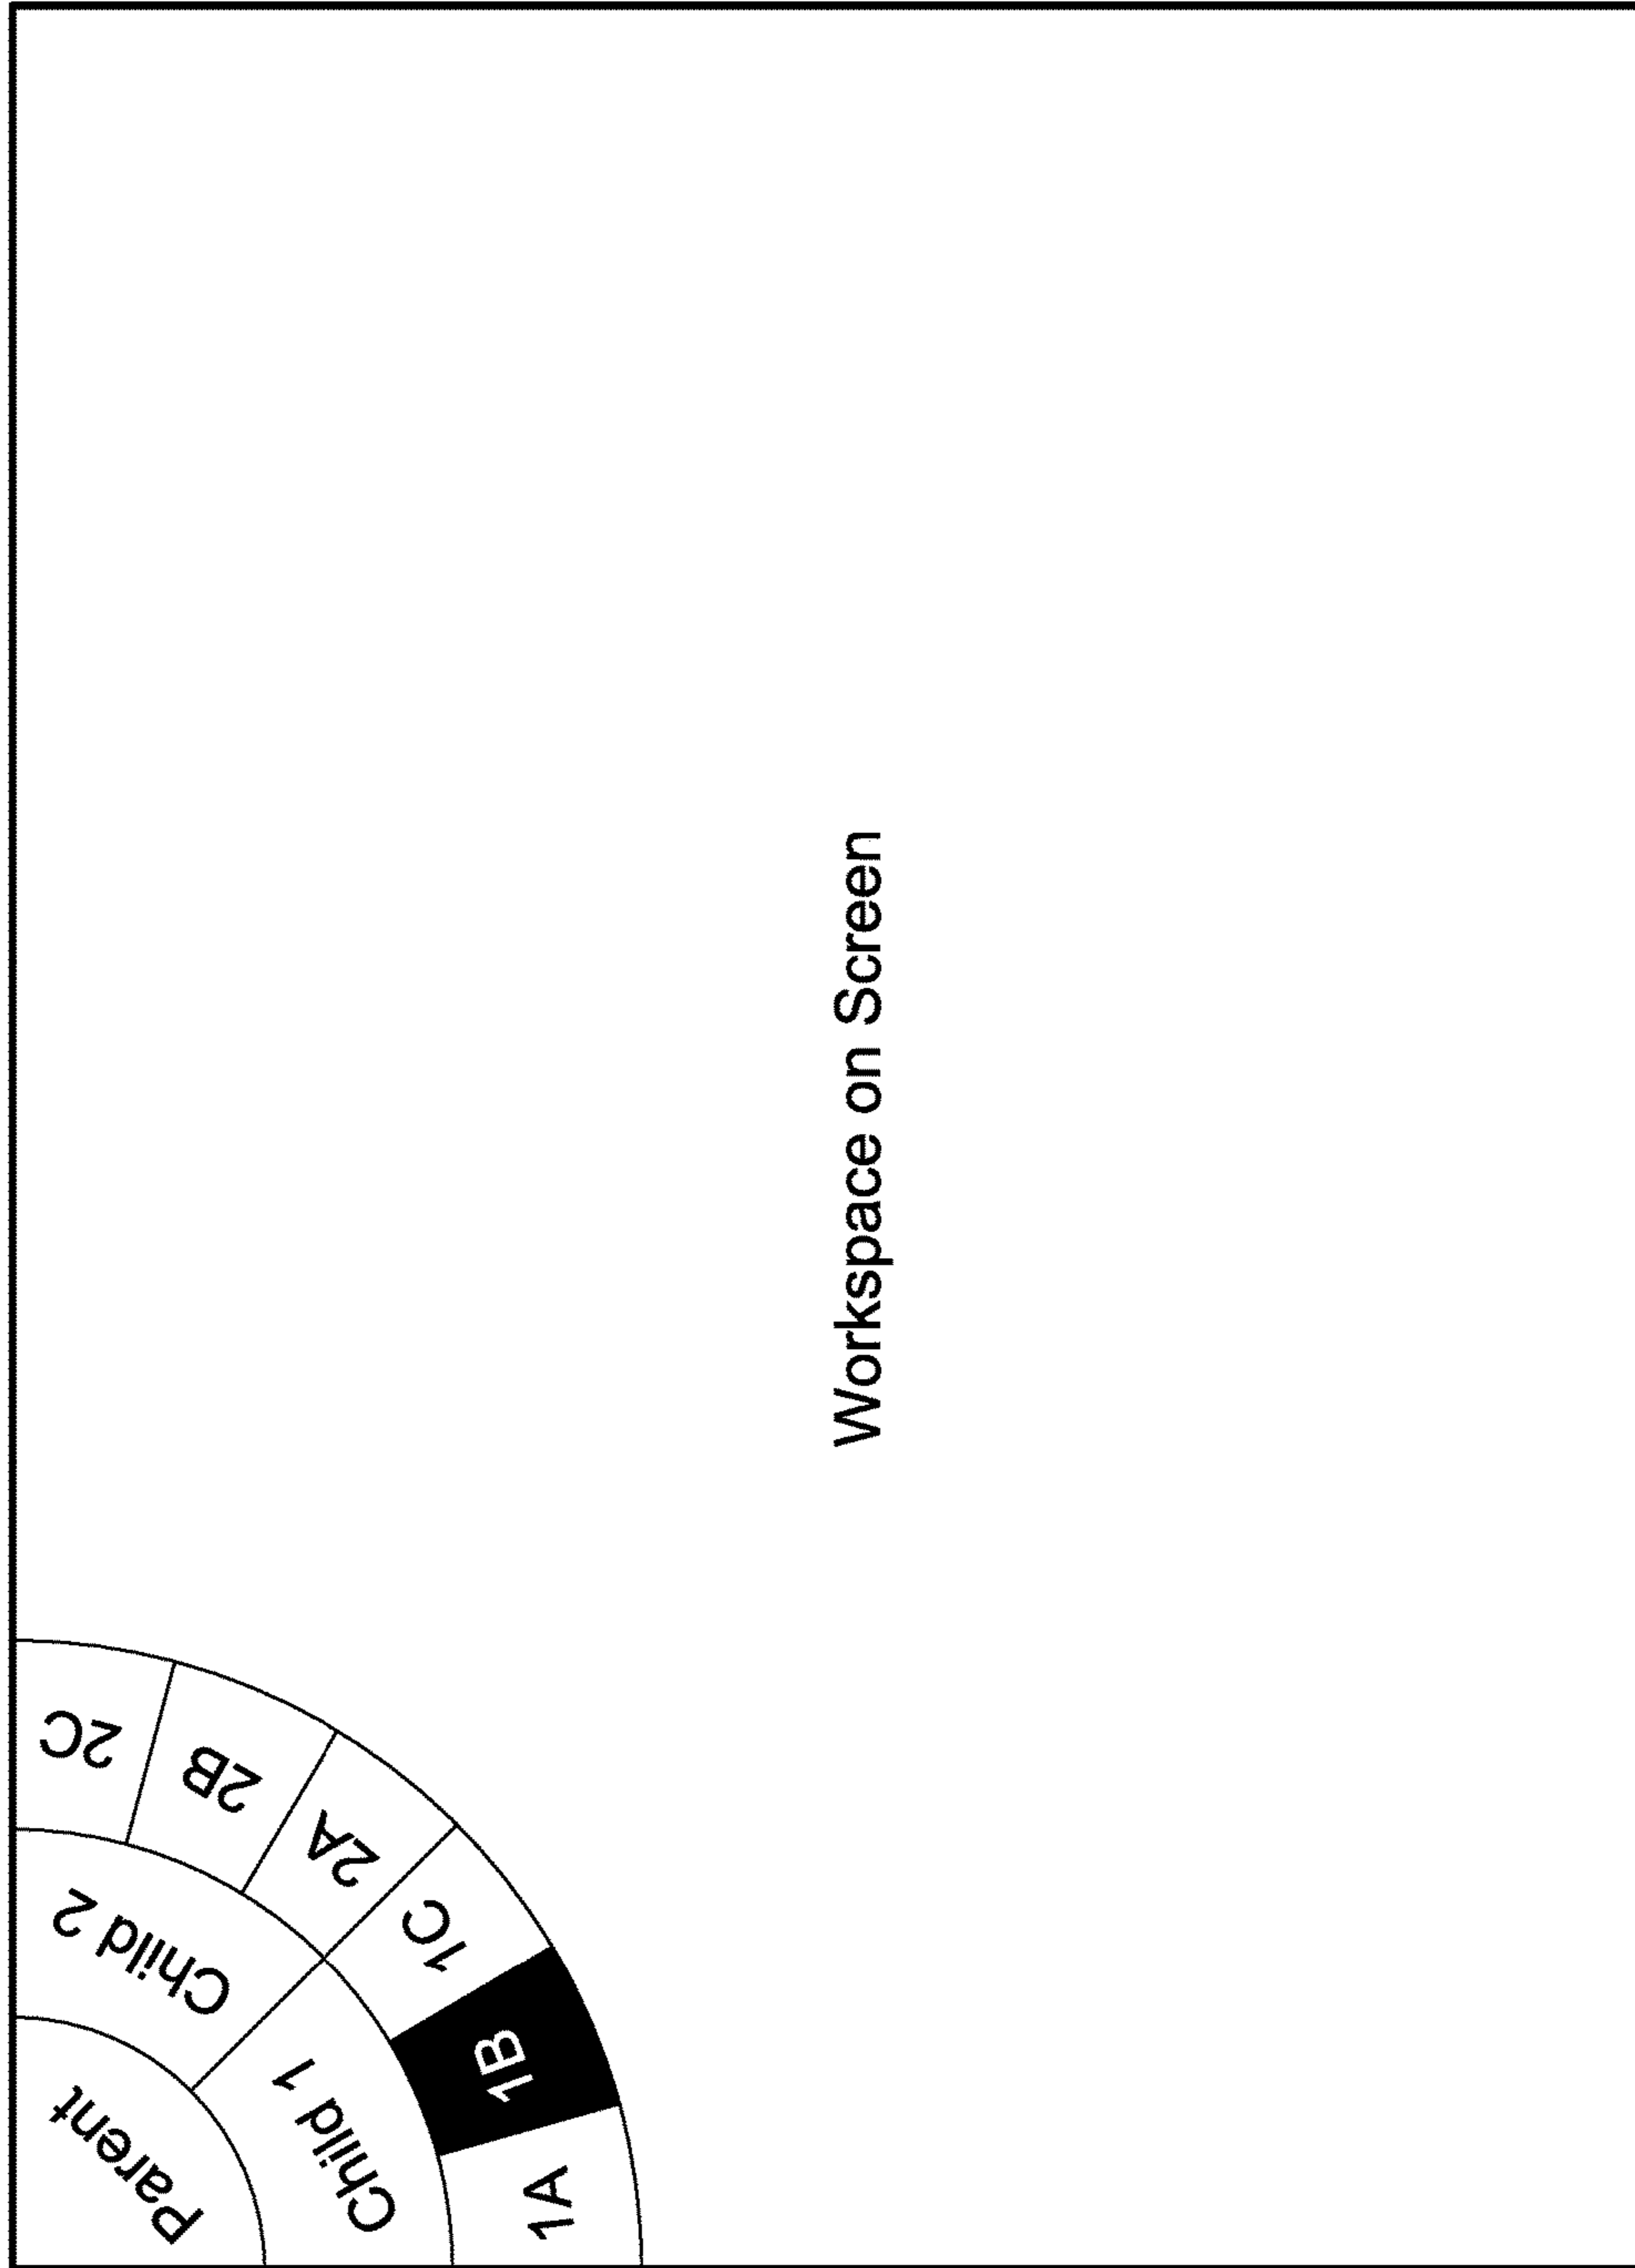 Parent
Child 1
Child 2
1A
1B
1C
2A
2B
2C
Workspace on Screen